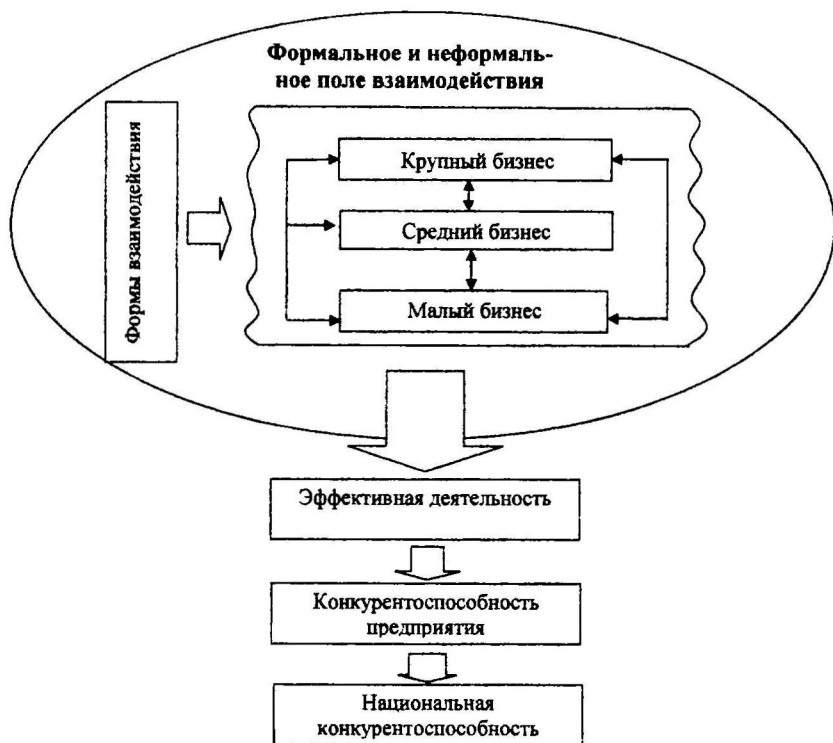 Формальное и неформаль-
ное поле взаимодействия
Формы взаимодействия
Крупный бизнес
Средний бизнес
Малый бизнес
Эффективная деятельность
Конкурентоспособность
предприятия
Национальная
конкурентоспособность